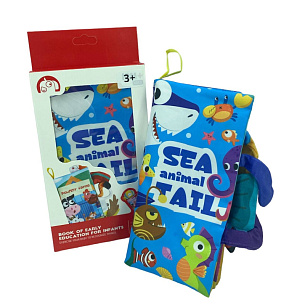 3+
SEA
animal
TAIL
BOOK OF EARLY
EDUCATION FOR INFANTS
SEA
animal
TAIL